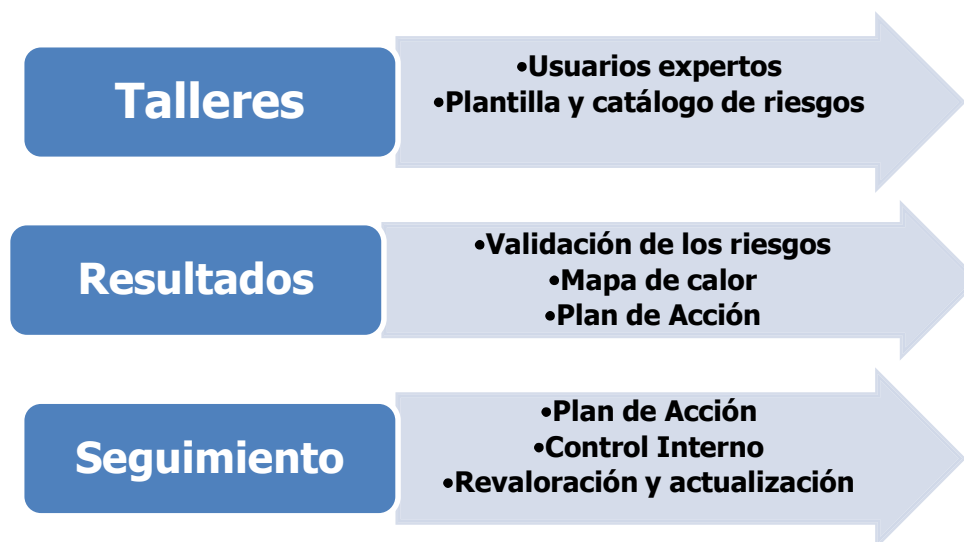 Talleres
•Usuarios expertos
•Plantilla y catálogo de riesgos
Resultados
•Validación de los riesgos
•Mapa de calor
•Plan de Acción
Seguimiento
•Plan de Acción
•Control Interno
•Revaloración y actualización